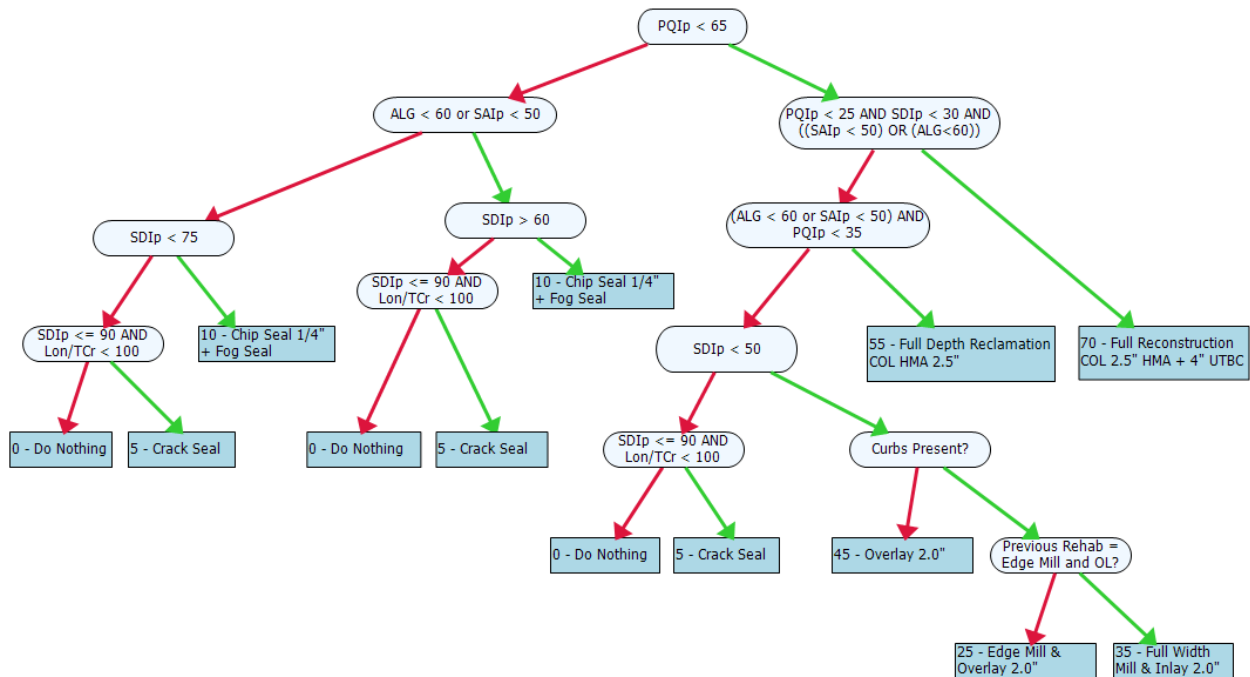 PQIp < 65
ALG < 60 or SAIp < 50
PQIp < 25 AND SDIp < 30 AND
((SAIp < 50) OR (ALG<60))
SDIp < 75
SDIp > 60
(ALG < 60 or SAIp < 50) AND
PQIp < 35
SDIp <= 90 AND
Lon/TCr < 100
10 - Chip Seal 1/4"
+ Fog Seal
SDIp <= 90 AND
Lon/TCr < 100
10 - Chip Seal 1/4"
+ Fog Seal
SDIp < 50
55 - Full Depth Reclamation
COL HMA 2.5"
70 - Full Reconstruction
COL 2.5" HMA + 4" UTBC
0 - Do Nothing
5 - Crack Seal
0 - Do Nothing
5 - Crack Seal
SDIp <= 90 AND
Lon/TCr < 100
Curbs Present?
0 - Do Nothing
5 - Crack Seal
45 - Overlay 2.0"
Previous Rehab =
Edge Mill and OL?
25 - Edge Mill &
Overlay 2.0"
35 - Full Width
Mill & Inlay 2.0"